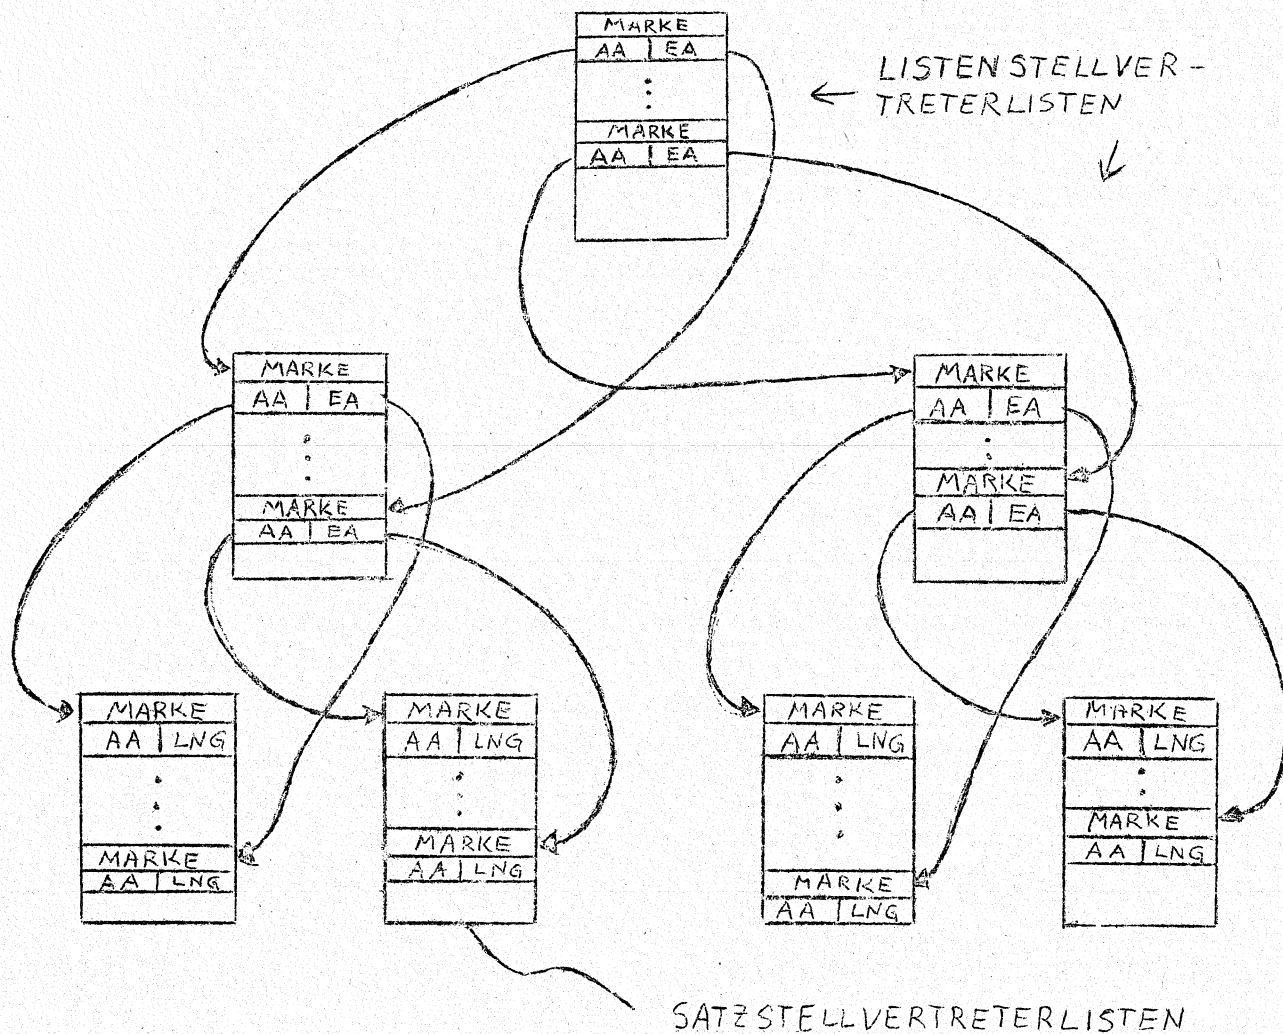 MARKE
AA | EA
MARKE
AA | EA
LISTENSTELLVER-
TRETERLISTEN
MARKE
AA | EA
MARKE
AA | EA
MARKE
AA | EA
MARKE
AA | EA
MARKE
AA | LNG
MARKE
AA | LNG
MARKE
AA | LNG
MARKE
AA | LNG
MARKE
AA | LNG
MARKE
AA | LNG
MARKE
AA | LNG
MARKE
AA | LNG
SATZSTELLVERTRETERLISTEN